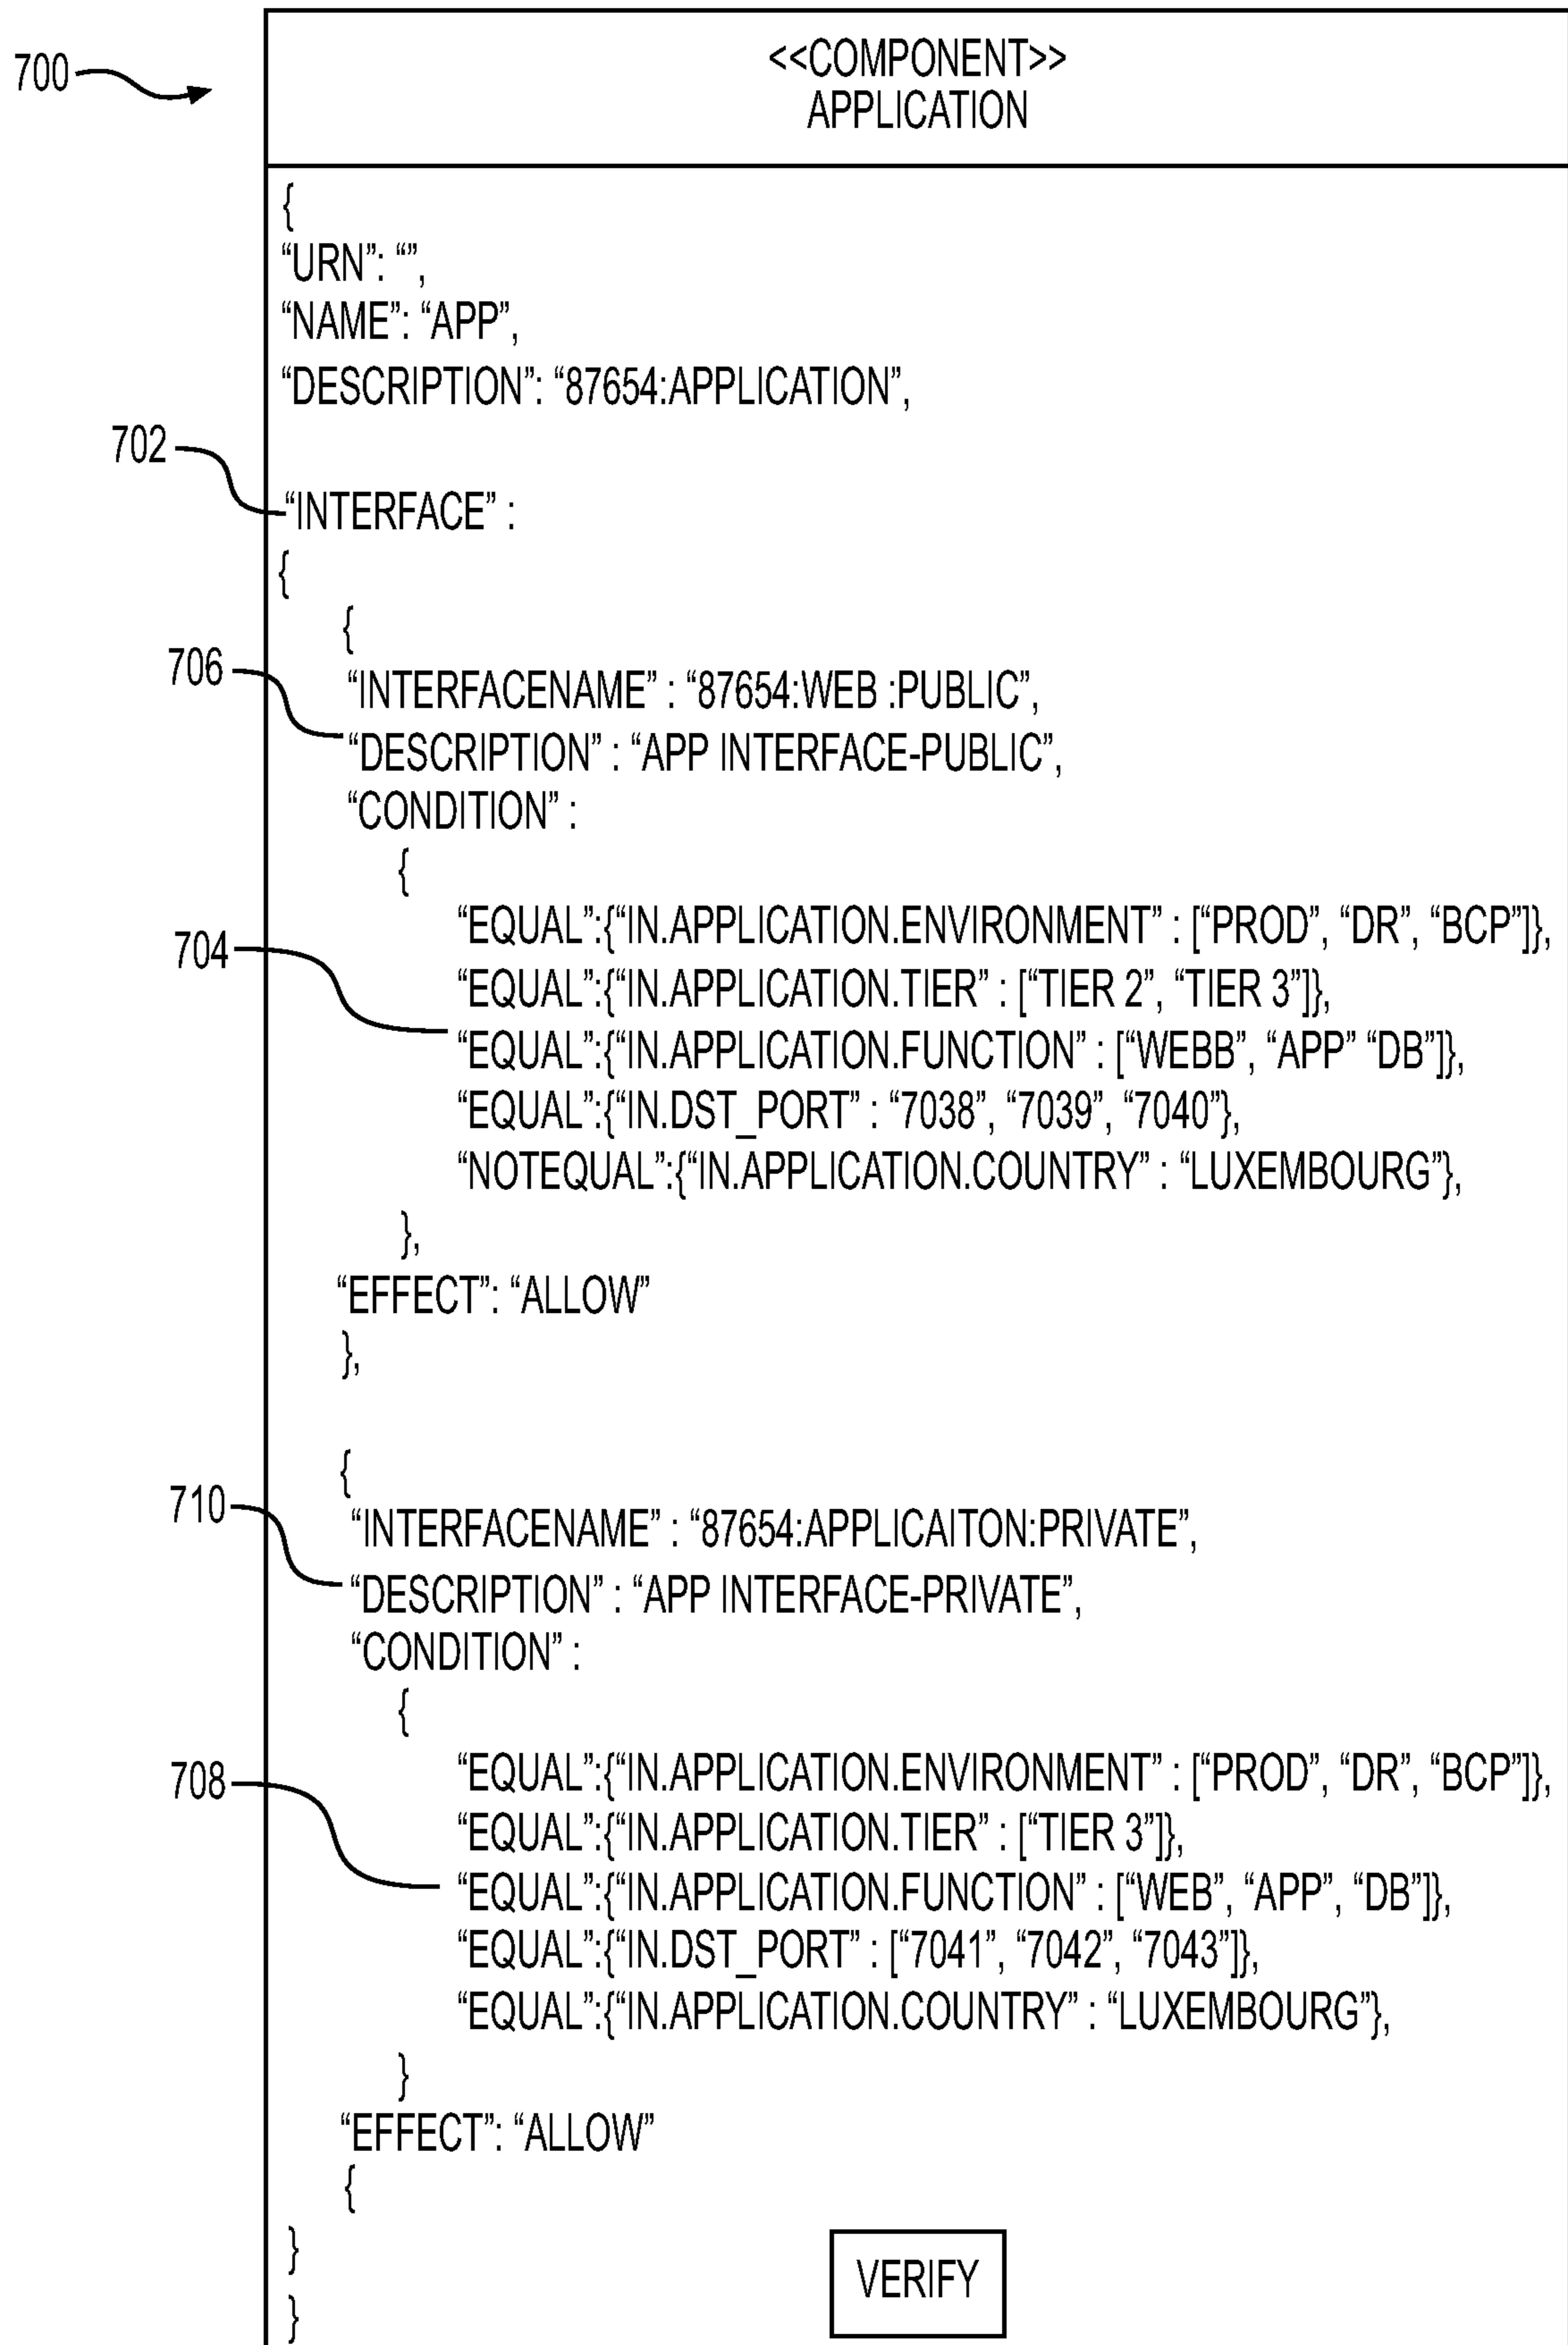 700
<<COMPONENT>>
APPLICATION
{
“URN”: “”,
“NAME”: “APP”,
“DESCRIPTION”: “87654:APPLICATION”,
702
“INTERFACE” :
{
{
706
“INTERFACENAME” : “87654:WEB :PUBLIC”,
“DESCRIPTION” : “APP INTERFACE-PUBLIC”,
“CONDITION” :
{
“EQUAL”:{“IN.APPLICATION.ENVIRONMENT” : [“PROD”, “DR”, “BCP”]},
704
“EQUAL”:{“IN.APPLICATION.TIER” : [“TIER 2”, “TIER 3”]},
“EQUAL”:{“IN.APPLICATION.FUNCTION” : [“WEBB”, “APP” “DB”]},
“EQUAL”:{“IN.DST_PORT” : “7038”, “7039”, “7040”},
“NOTEQUAL”:{“IN.APPLICATION.COUNTRY” : “LUXEMBOURG”},
},
“EFFECT”: “ALLOW”
},
{
710
“INTERFACENAME” : “87654:APPLICAITON:PRIVATE”,
“DESCRIPTION” : “APP INTERFACE-PRIVATE”,
“CONDITION” :
{
“EQUAL”:{“IN.APPLICATION.ENVIRONMENT” : [“PROD”, “DR”, “BCP”]},
708
“EQUAL”:{“IN.APPLICATION.TIER” : [“TIER 3”]},
“EQUAL”:{“IN.APPLICATION.FUNCTION” : [“WEB”, “APP”, “DB”]},
“EQUAL”:{“IN.DST_PORT” : [“7041”, “7042”, “7043”]},
“EQUAL”:{“IN.APPLICATION.COUNTRY” : “LUXEMBOURG”},
}
“EFFECT”: “ALLOW”
{
}
VERIFY
}